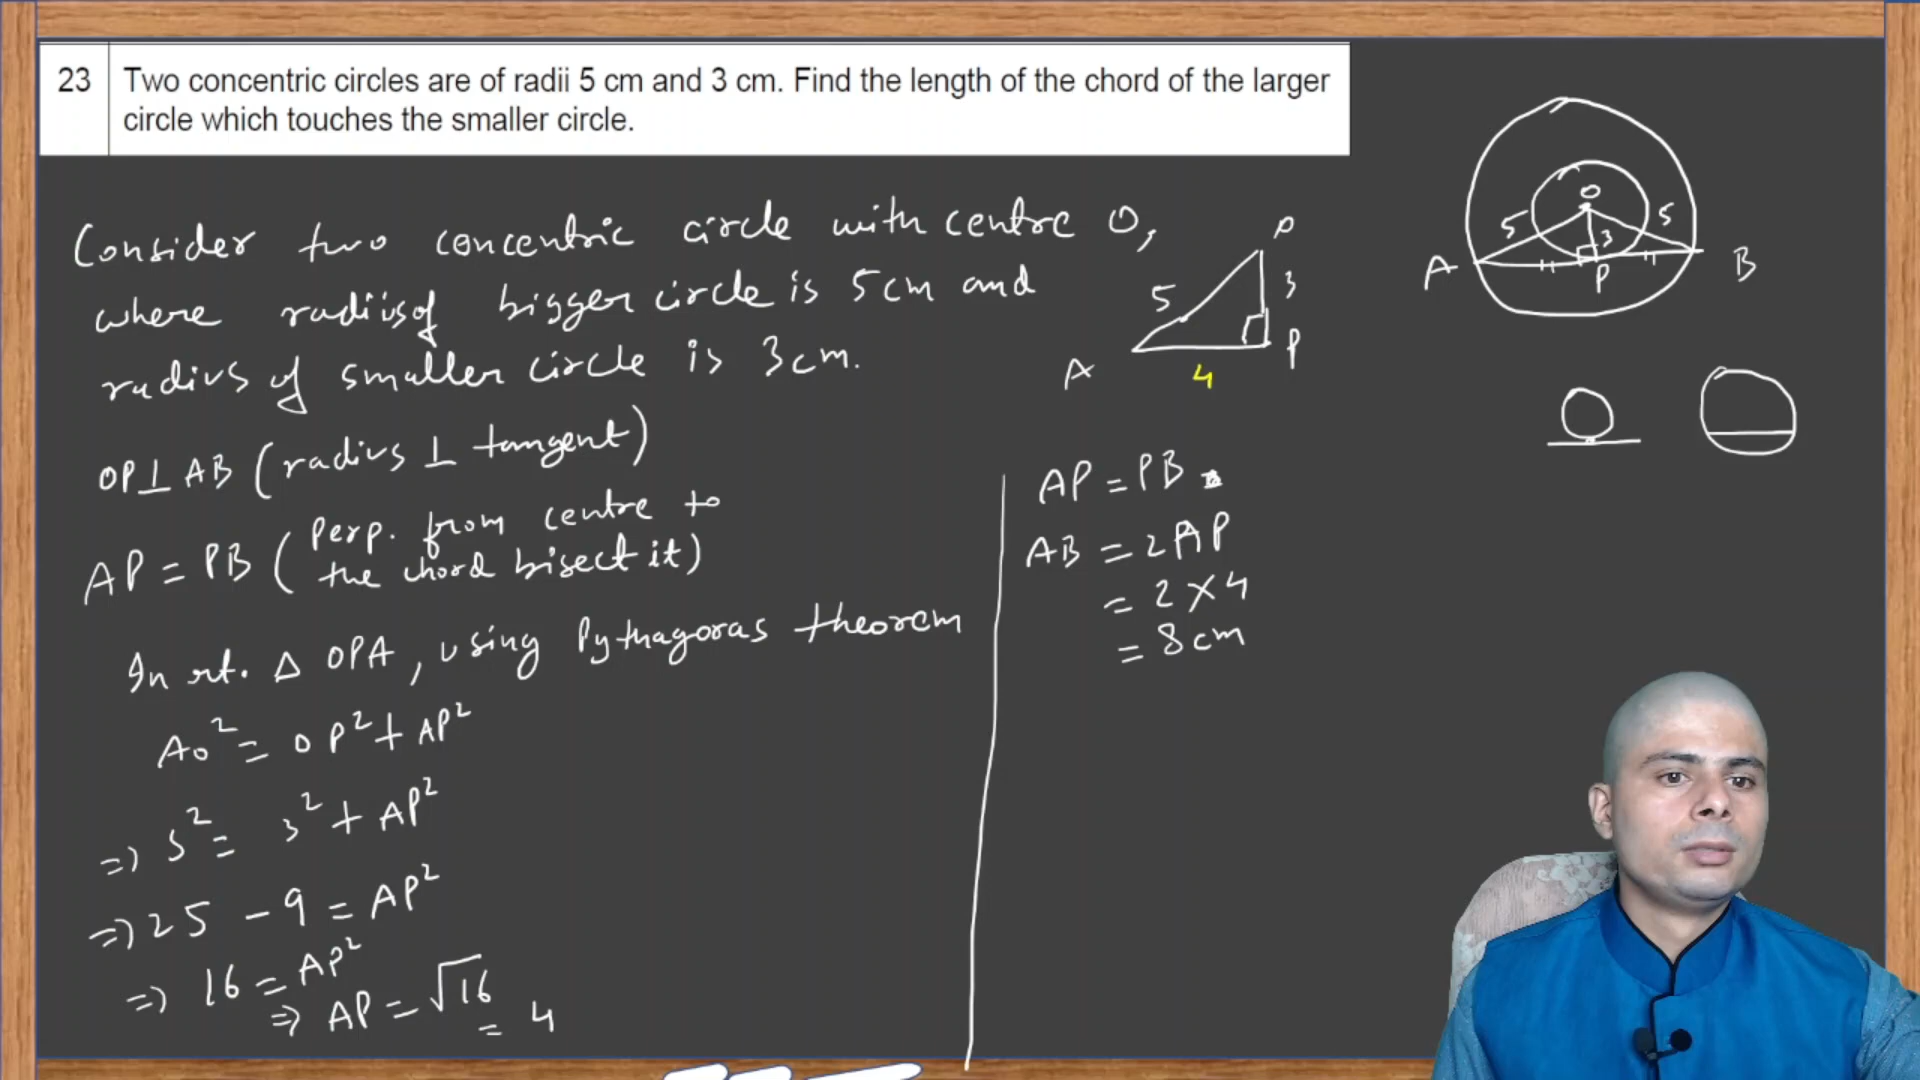 23 Two concentric circles are of radii 5 cm and 3 cm. Find the length of the chord of the larger
circle which touches the smaller circle.
Consider two concentric circle with centre O,
where radius of bigger circle is 5cm and
radius of smaller circle is 3cm.
OP⊥AB (radius ⊥ tangent)
AP = PB (Perp. from centre to
the chord bisect it)
In rt. Δ OPA, using Pythagoras theorem
AO² = OP² + AP²
=) 5² = 3² + AP²
=) 25 - 9 = AP²
=) 16 = AP²
=) AP = √16
= 4
O
5
3
A
4
P
AP = PB
AB = 2AP
= 2 × 4
= 8cm
O
5
5
3
A
P
B